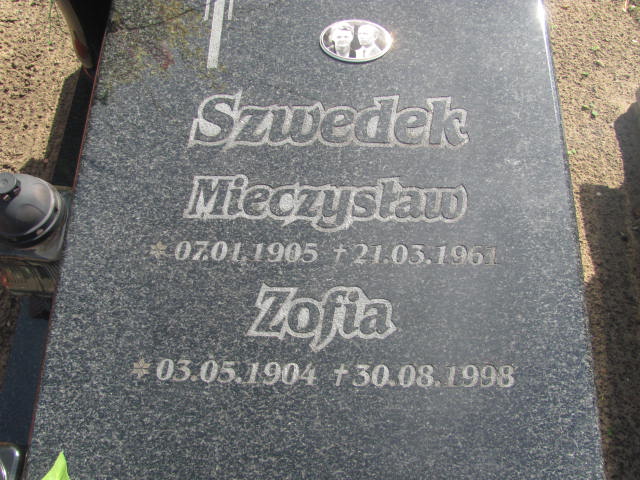 Szwedek
Mieczysław
* 07.01.1905 † 21.03.1961
Zofia
* 03.05.1904 † 30.08.1998